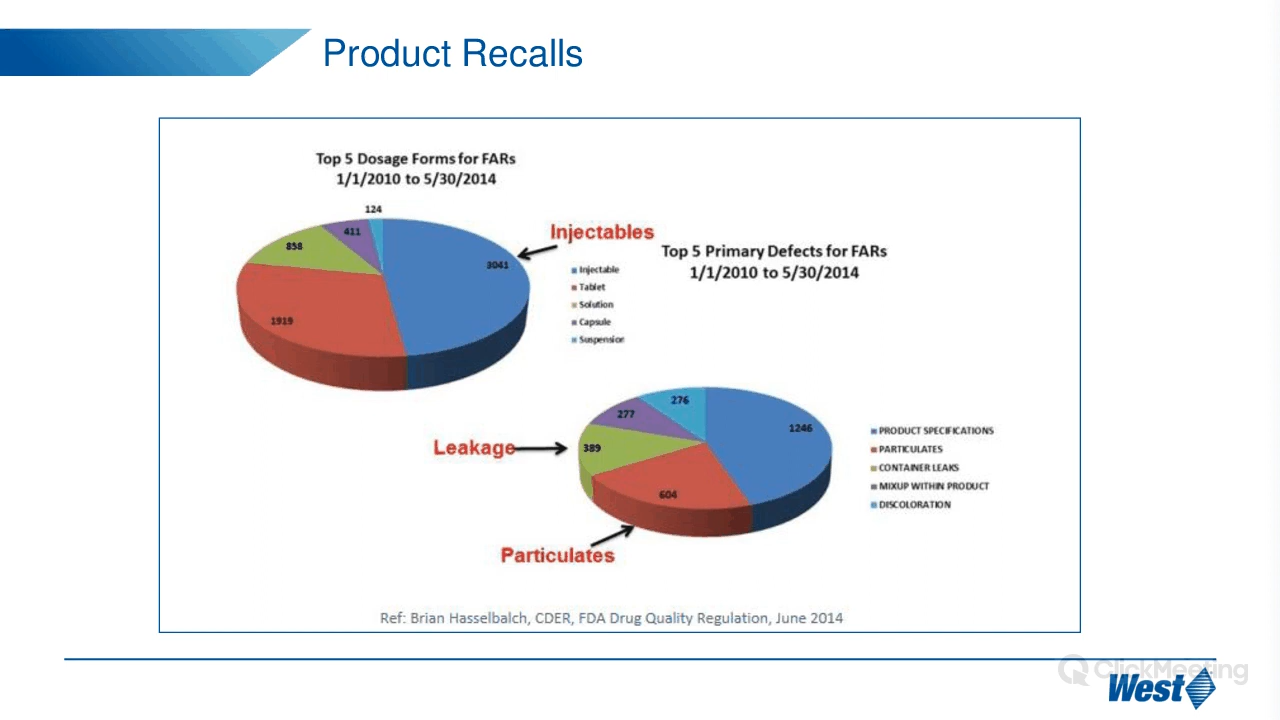 Product Recalls
Top 5 Dosage Forms for FARs
1/1/2010 to 5/30/2014
124
411
858
3041
1919
Injectables
Injectable
Tablet
Solution
Capsule
Suspension
Top 5 Primary Defects for FARs
1/1/2010 to 5/30/2014
276
277
1246
389
604
Leakage
Particulates
PRODUCT SPECIFICATIONS
PARTICULATES
CONTAINER LEAKS
MIXUP WITHIN PRODUCT
DISCOLORATION
Ref: Brian Hasselbalch, CDER, FDA Drug Quality Regulation, June 2014
ClickMeeting
West